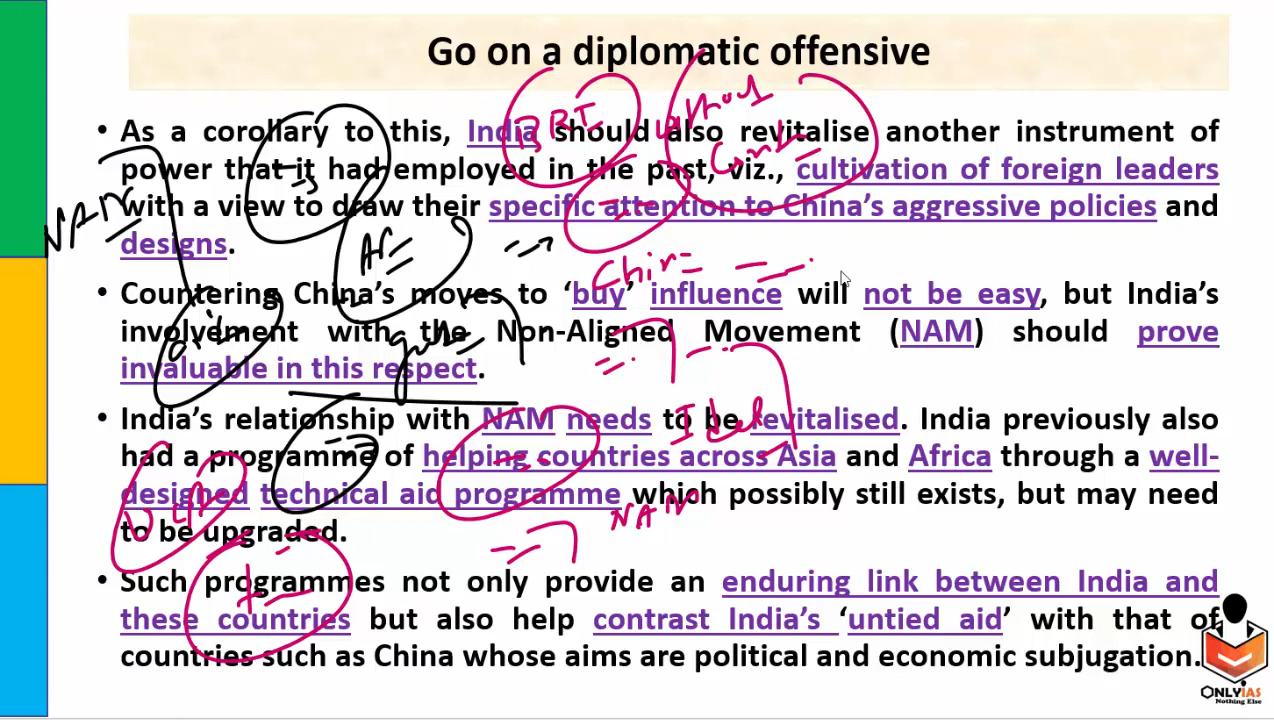 Go on a diplomatic offensive
• As a corollary to this, India should also revitalise another instrument of
power that it had employed in the past, viz., cultivation of foreign leaders
with a view to draw their specific attention to China's aggressive policies and
designs.
• Countering China's moves to ‘buy’ influence will not be easy, but India's
involvement with the Non-Aligned Movement (NAM) should prove
invaluable in this respect.
• India's relationship with NAM needs to be revitalised. India previously also
had a programme of helping countries across Asia and Africa through a well-
designed technical aid programme which possibly still exists, but may need
to be upgraded.
• Such programmes not only provide an enduring link between India and
these countries but also help contrast India's ‘untied aid’ with that of
countries such as China whose aims are political and economic subjugation.
BRI
NAM
NAM
ONLYIAS
Nothing Else